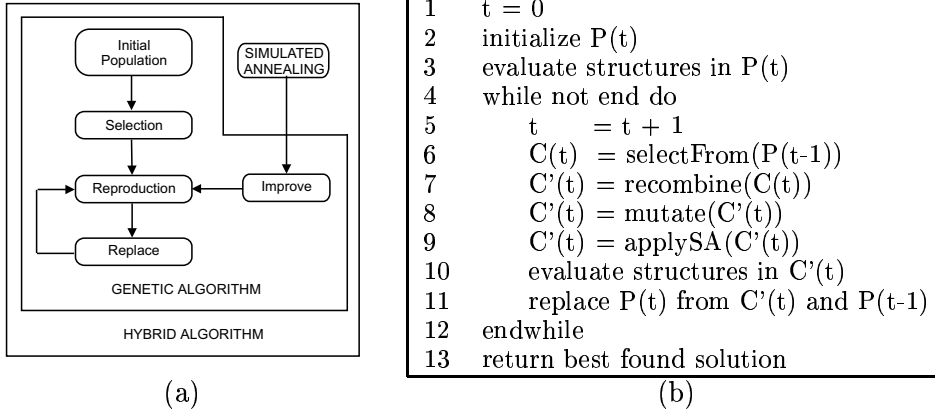 Initial
Population
SIMULATED
ANNEALING
Selection
Reproduction
Improve
Replace
GENETIC ALGORITHM
HYBRID ALGORITHM
(a)
1 t = 0
2 initialize P(t)
3 evaluate structures in P(t)
4 while not end do
5 t = t + 1
6 C(t) = selectFrom(P(t-1))
7 C'(t) = recombine(C(t))
8 C'(t) = mutate(C'(t))
9 C'(t) = applySA(C'(t))
10 evaluate structures in C'(t)
11 replace P(t) from C'(t) and P(t-1)
12 endwhile
13 return best found solution
(b)